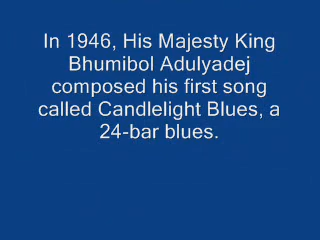 In 1946, His Majesty King
Bhumibol Adulyadej
composed his first song
called Candlelight Blues, a
24-bar blues.